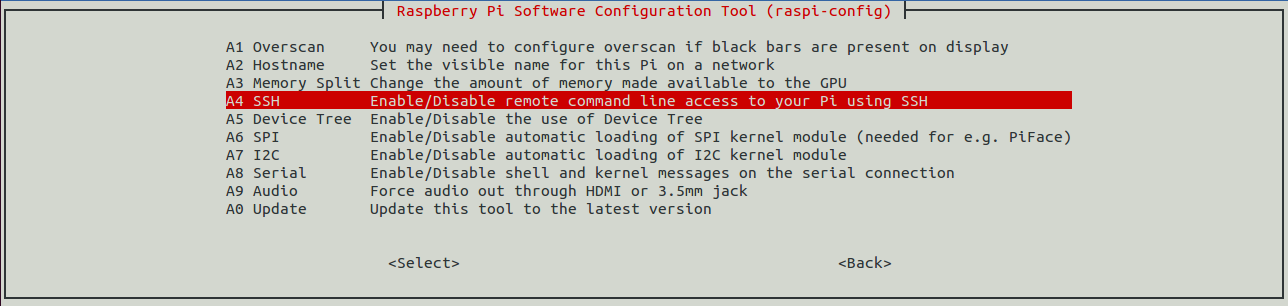 Raspberry Pi Software Configuration Tool (raspi-config)
A1 Overscan You may need to configure overscan if black bars are present on display
A2 Hostname Set the visible name for this Pi on a network
A3 Memory Split Change the amount of memory made available to the GPU
A4 SSH Enable/Disable remote command line access to your Pi using SSH
A5 Device Tree Enable/Disable the use of Device Tree
A6 SPI Enable/Disable automatic loading of SPI kernel module (needed for e.g. PiFace)
A7 I2C Enable/Disable automatic loading of I2C kernel module
A8 Serial Enable/Disable shell and kernel messages on the serial connection
A9 Audio Force audio out through HDMI or 3.5mm jack
A0 Update Update this tool to the latest version
<Select> <Back>